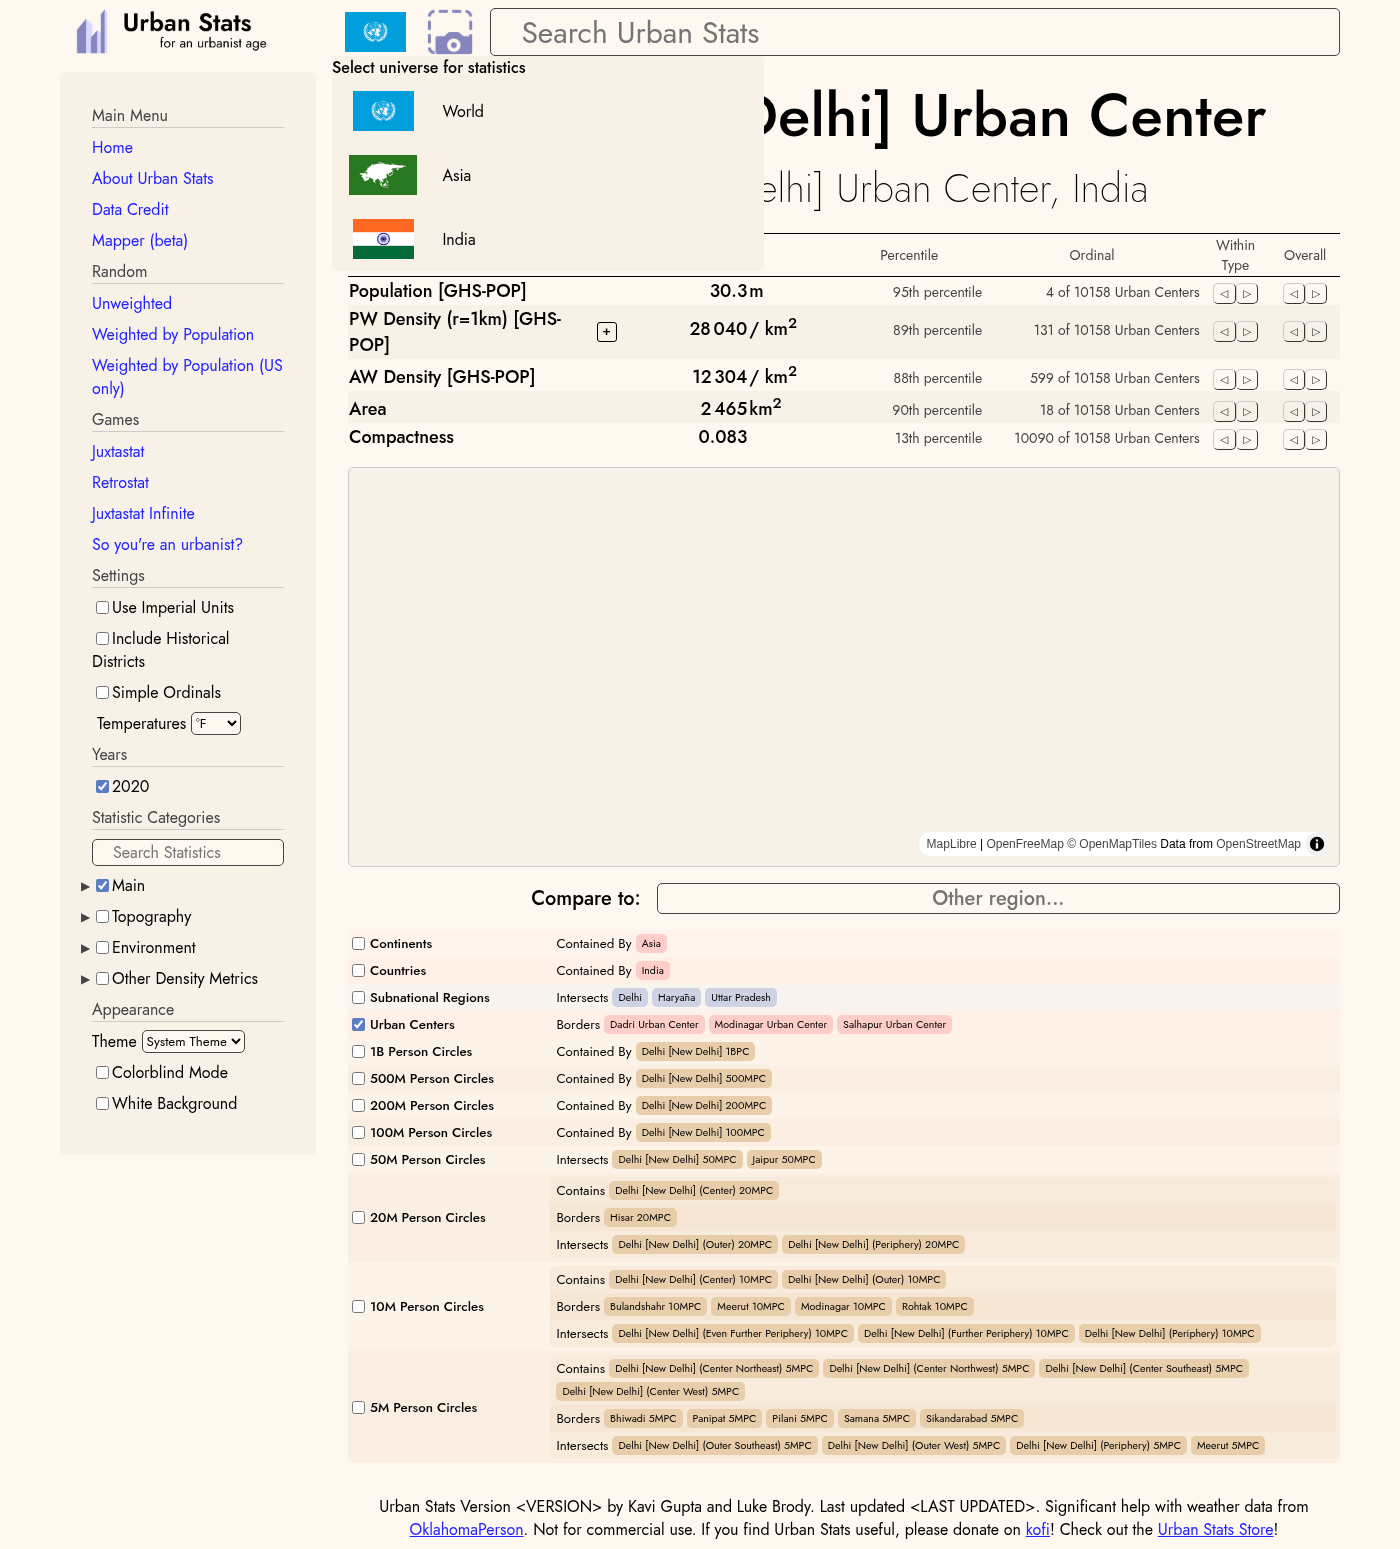 Urban Stats
for an urbanist age
Search Urban Stats
Select universe for statistics
World
Asia
India
Delhi] Urban Center
elhi] Urban Center, India
Main Menu
Home
About Urban Stats
Data Credit
Mapper (beta)
Random
Unweighted
Weighted by Population
Weighted by Population (US
only)
Games
Juxtastat
Retrostat
Juxtastat Infinite
So you're an urbanist?
Settings
Use Imperial Units
Include Historical
Districts
Simple Ordinals
Temperatures °F
Years
2020
Statistic Categories
Search Statistics
Main
Topography
Environment
Other Density Metrics
Appearance
Theme System Theme
Colorblind Mode
White Background
Percentile Ordinal Within Type Overall
Population [GHS-POP] 30.3 m 95th percentile 4 of 10158 Urban Centers
PW Density (r=1km) [GHS-
POP] + 28 040 / km² 89th percentile 131 of 10158 Urban Centers
AW Density [GHS-POP] 12 304 / km² 88th percentile 599 of 10158 Urban Centers
Area 2 465 km² 90th percentile 18 of 10158 Urban Centers
Compactness 0.083 13th percentile 10090 of 10158 Urban Centers
MapLibre | OpenFreeMap © OpenMapTiles Data from OpenStreetMap
Compare to: Other region...
Continents Contained By Asia
Countries Contained By India
Subnational Regions Intersects Delhi Haryāna Uttar Pradesh
Urban Centers Borders Dadri Urban Center Modinagar Urban Center Salhapur Urban Center
1B Person Circles Contained By Delhi [New Delhi] 1BPC
500M Person Circles Contained By Delhi [New Delhi] 500MPC
200M Person Circles Contained By Delhi [New Delhi] 200MPC
100M Person Circles Contained By Delhi [New Delhi] 100MPC
50M Person Circles Intersects Delhi [New Delhi] 50MPC Jaipur 50MPC
20M Person Circles
Contains Delhi [New Delhi] (Center) 20MPC
Borders Hisar 20MPC
Intersects Delhi [New Delhi] (Outer) 20MPC Delhi [New Delhi] (Periphery) 20MPC
10M Person Circles
Contains Delhi [New Delhi] (Center) 10MPC Delhi [New Delhi] (Outer) 10MPC
Borders Bulandshahr 10MPC Meerut 10MPC Modinagar 10MPC Rohtak 10MPC
Intersects Delhi [New Delhi] (Even Further Periphery) 10MPC Delhi [New Delhi] (Further Periphery) 10MPC Delhi [New Delhi] (Periphery) 10MPC
5M Person Circles
Contains Delhi [New Delhi] (Center Northeast) 5MPC Delhi [New Delhi] (Center Northwest) 5MPC Delhi [New Delhi] (Center Southeast) 5MPC
Delhi [New Delhi] (Center West) 5MPC
Borders Bhiwadi 5MPC Panipat 5MPC Pilani 5MPC Samana 5MPC Sikandarabad 5MPC
Intersects Delhi [New Delhi] (Outer Southeast) 5MPC Delhi [New Delhi] (Outer West) 5MPC Delhi [New Delhi] (Periphery) 5MPC Meerut 5MPC
Urban Stats Version <VERSION> by Kavi Gupta and Luke Brody. Last updated <LAST UPDATED>. Significant help with weather data from
OklahomaPerson. Not for commercial use. If you find Urban Stats useful, please donate on kofi! Check out the Urban Stats Store!